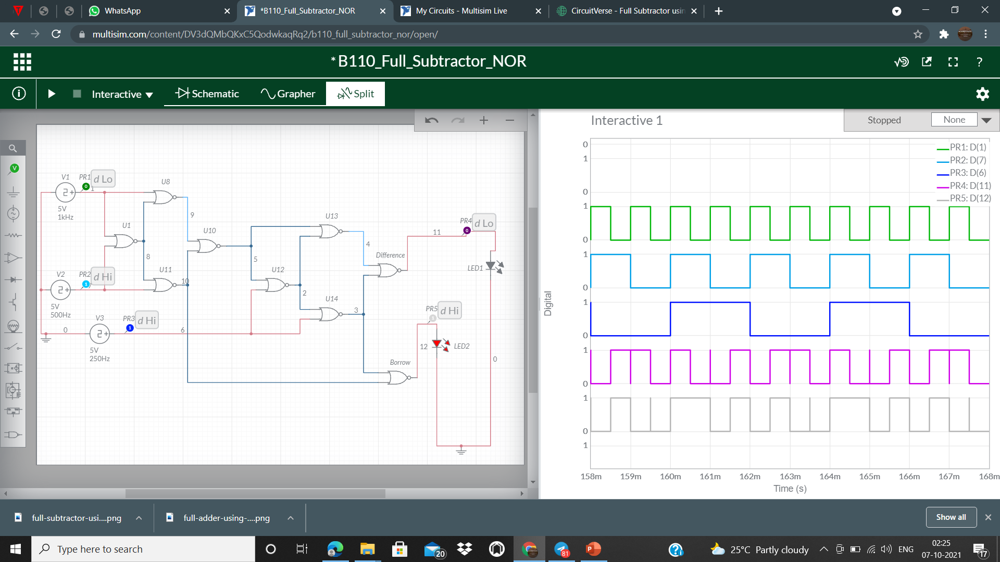 WhatsApp
*B110_Full_Subtractor_NOR
My Circuits - Multisim Live
CircuitVerse - Full Subtractor usin
multisim.com/content/DV3dQMbQKxC5QodwkaqRq2/b110_full_subtractor_nor/open/
*B110_Full_Subtractor_NOR
?
Interactive
Schematic
Grapher
Split
Interactive 1
Stopped
None
V1
PR1
d Lo
0
1
5V
1kHz
U8
9
U1
8
U10
V2
PR2
d Hi
1
5V
500Hz
U11
10
5
U12
2
U13
4
Difference
11
PR4
d Lo
0
LED1
U14
3
V3
PR3
d Hi
1
0
6
5V
250Hz
PR5
d Hi
1
12
LED2
0
Borrow
PR1: D(1)
PR2: D(7)
PR3: D(6)
PR4: D(11)
PR5: D(12)
0
1
0
1
0
1
0
1
0
1
0
1
0
1
Digital
158m 159m 160m 161m 162m 163m 164m 165m 166m 167m 168m
Time (s)
full-subtractor-usi....png
full-adder-using-....png
Show all
Type here to search
20
81
25°C Partly cloudy
ENG
02:25
07-10-2021
17